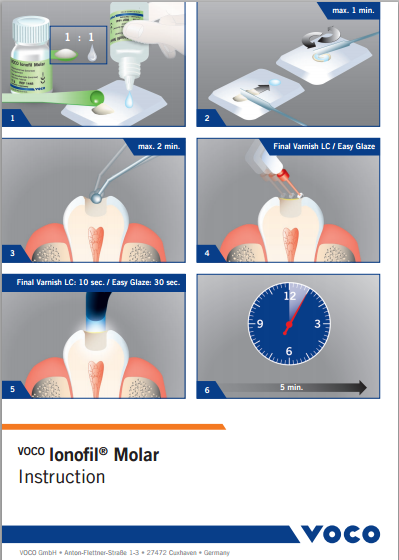 VOCO Ionofil Molar
1 : 1
VOCO
1
max. 1 min.
2
max. 2 min.
3
Final Varnish LC / Easy Glaze
4
Final Varnish LC: 10 sec. / Easy Glaze: 30 sec.
5
12
9 3
6
5 min.
6
VOCO Ionofil® Molar
Instruction
VOCO
VOCO GmbH • Anton-Flettner-Straße 1-3 • 27472 Cuxhaven • Germany